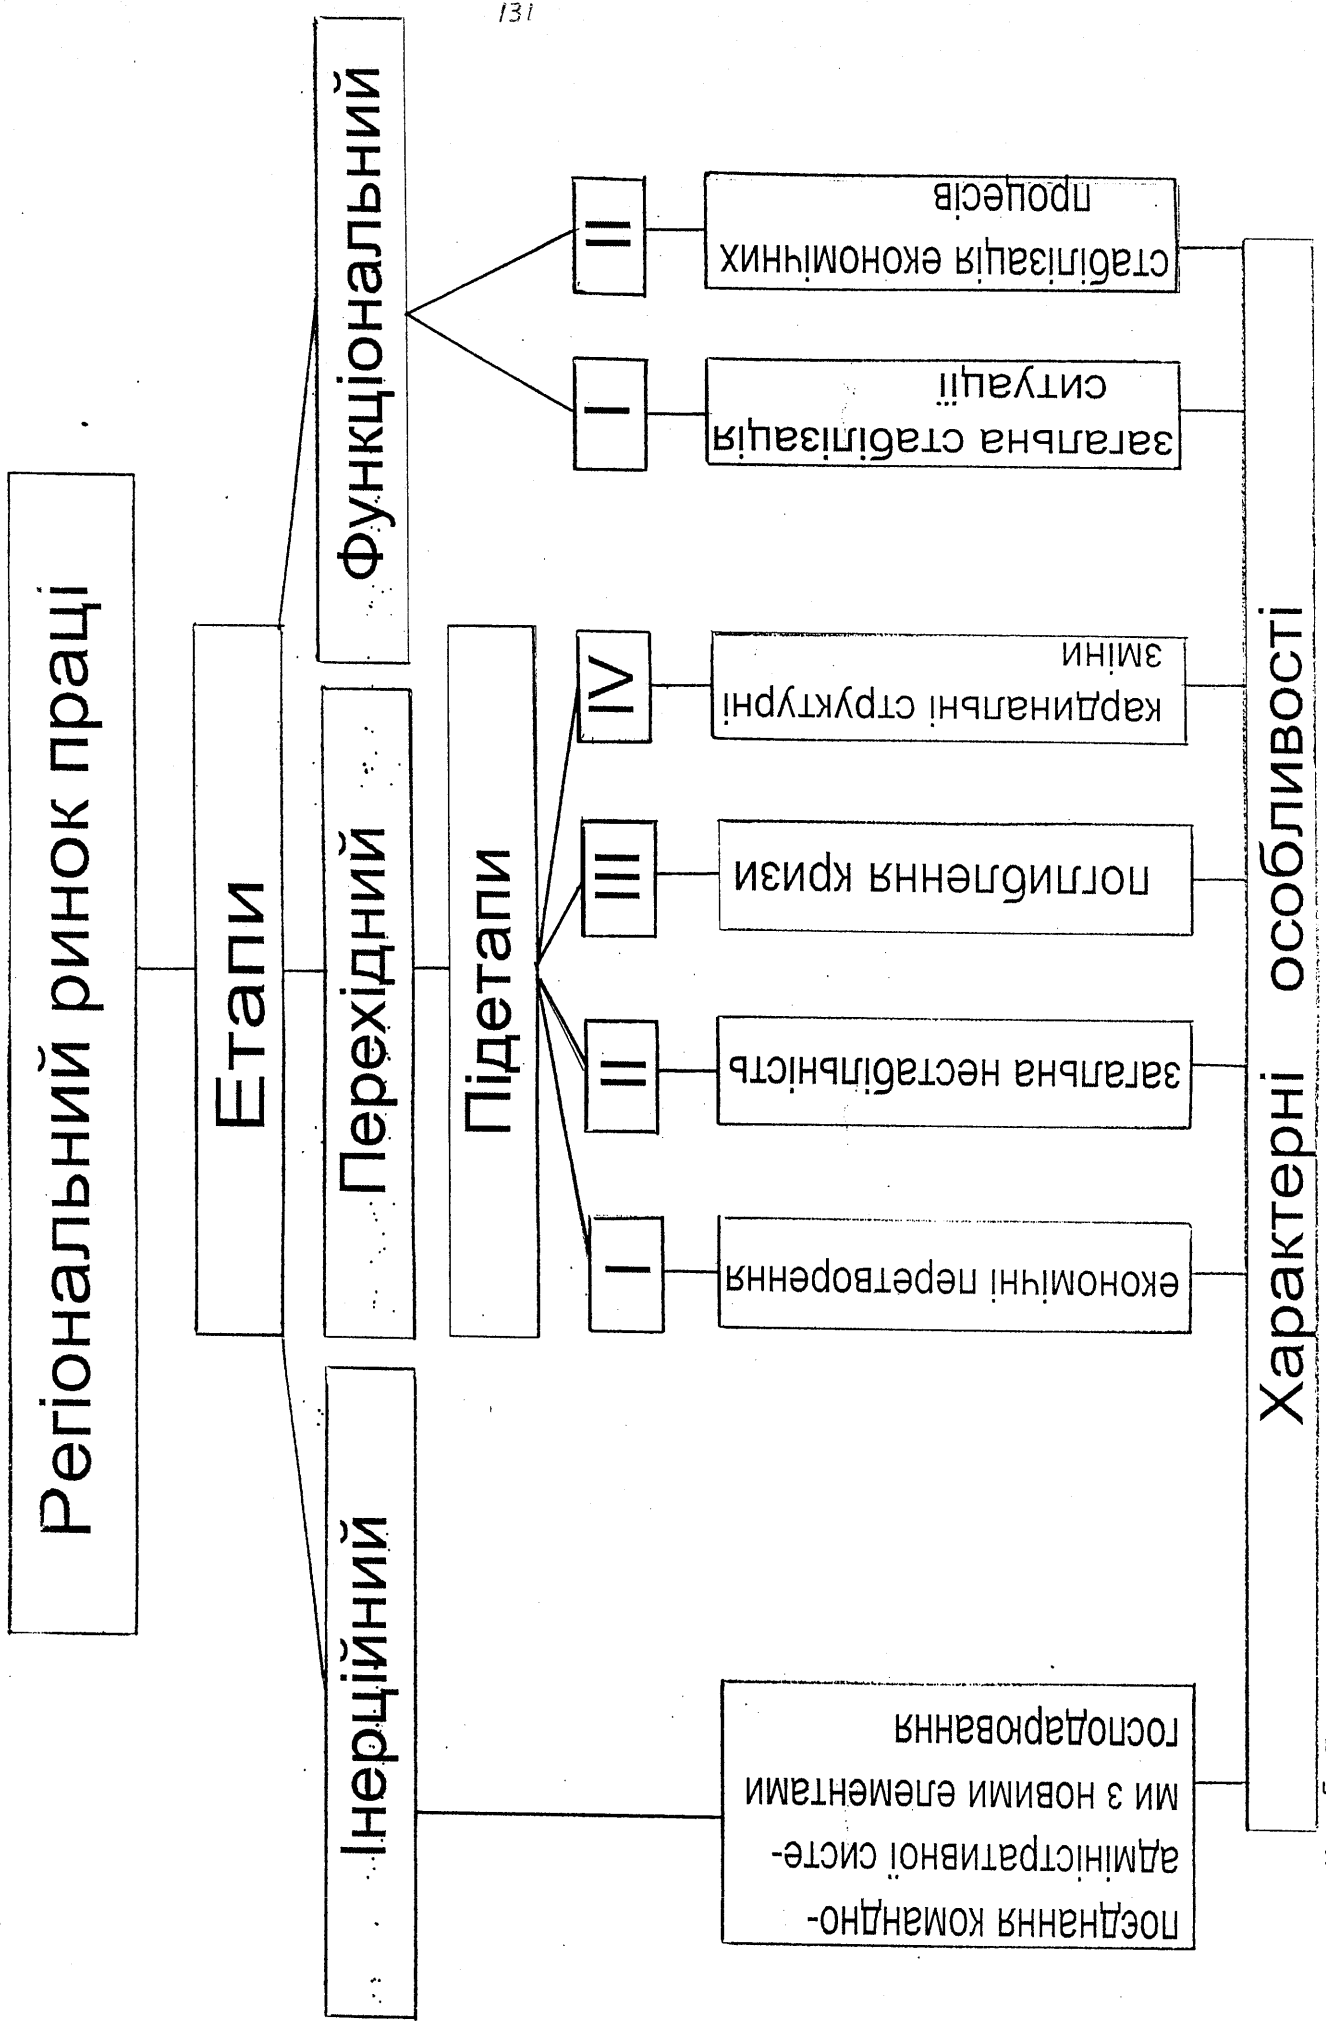 131
Регіональний ринок праці
Етапи
Інерційний
Перехідний
Функціональний
Підетапи
I
II
III
IV
I
II
поєднання командно-
адміністративної систе-
ми з новими елементами
господарювання
економічні перетворення
загальна нестабільність
поглиблення кризи
кардинальні структурні
зміни
загальна стабілізація
ситуації
стабілізація економічних
процесів
Характерні особливості